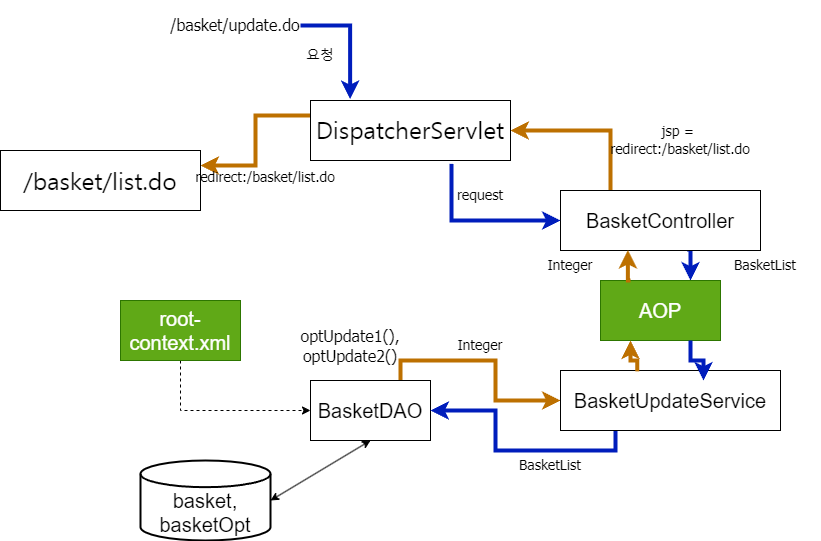 /basket/update.do
요청
DispatcherServlet
jsp =
redirect:/basket/list.do
/basket/list.do
redirect:/basket/list.do
request
BasketController
Integer
BasketList
AOP
root-
context.xml
optUpdate1(),
optUpdate2()
Integer
BasketDAO
BasketUpdateService
BasketList
basket,
basketOpt